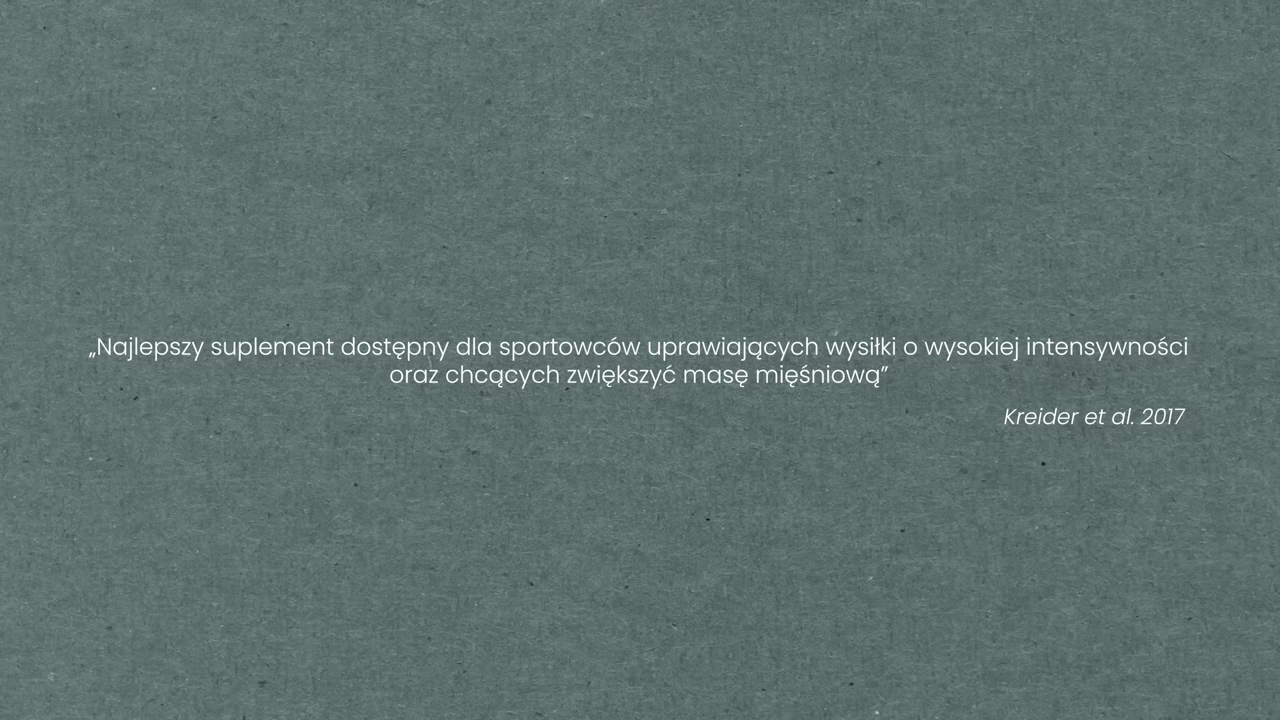 „Najlepszy suplement dostępny dla sportowców uprawiających wysiłki o wysokiej intensywności
oraz chcących zwiększyć masę mięśniową”
Kreider et al. 2017